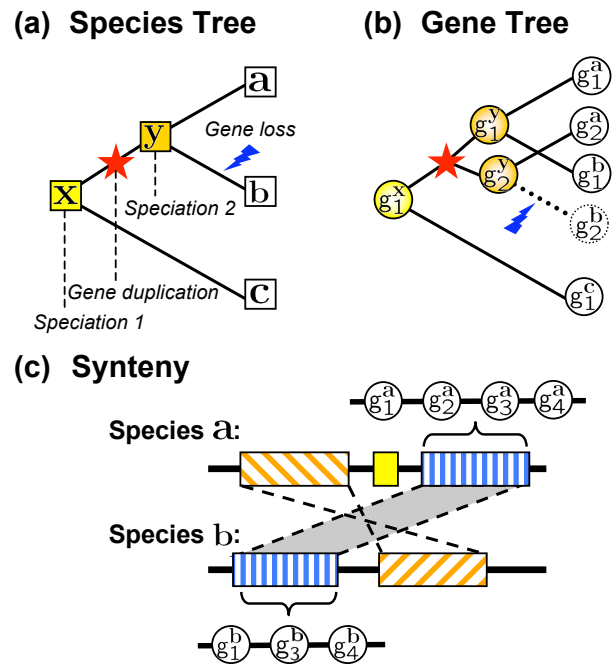 (a) Species Tree
a
y
Gene loss
b
x
Speciation 2
c
Gene duplication
Speciation 1
(b) Gene Tree
g₁ᵃ
g₁ʸ
g₂ᵃ
g₂ʸ
g₁ᵇ
g₁ˣ
g₂ᵇ
g₁ᶜ
(c) Synteny
g₁ᵃ g₂ᵃ g₃ᵃ g₄ᵃ
Species a:
Species b:
g₁ᵇ g₃ᵇ g₄ᵇ